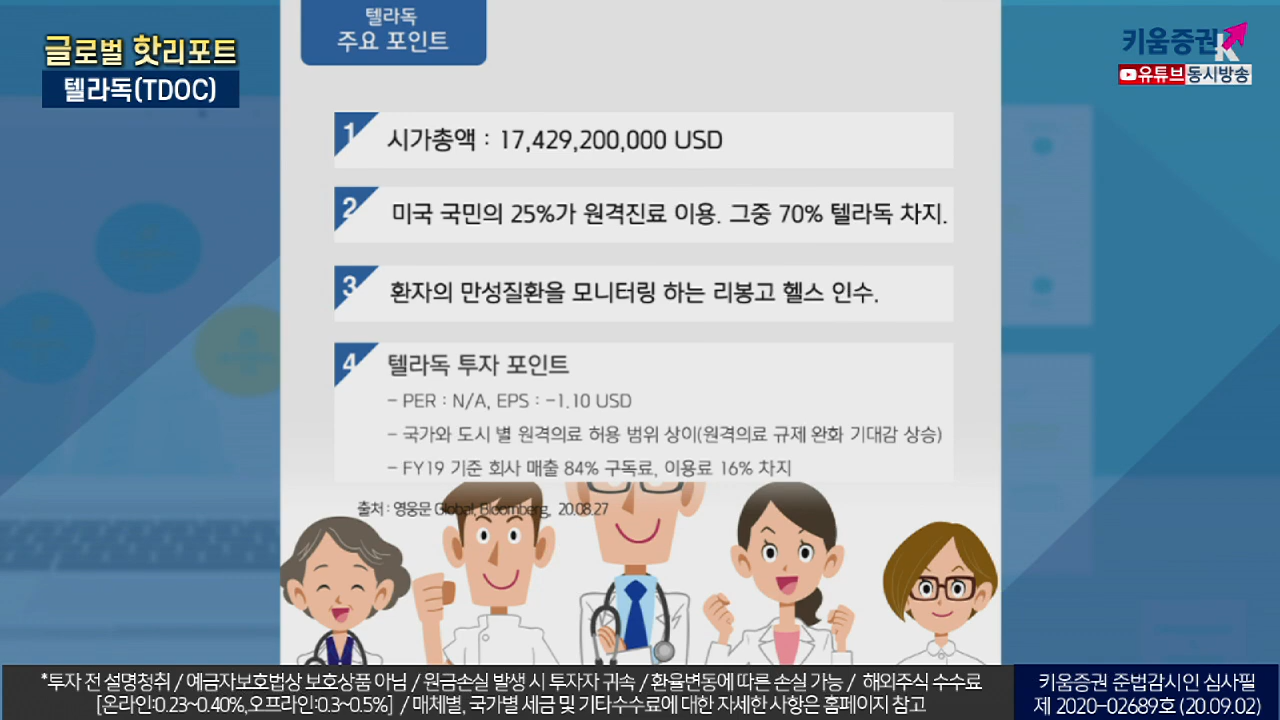 글로벌 핫리포트
텔라독(TDOC)
텔라독
주요 포인트
키움증권
유튜브 동시방송
1 시가총액 : 17,429,200,000 USD
2 미국 국민의 25%가 원격진료 이용. 그중 70% 텔라독 차지.
3 환자의 만성질환을 모니터링 하는 리봉고 헬스 인수.
4 텔라독 투자 포인트
- PER : N/A, EPS : -1.10 USD
- 국가와 도시 별 원격의료 허용 범위 상이(원격의료 규제 완화 기대감 상승)
- FY19 기준 회사 매출 84% 구독료, 이용료 16% 차지
출처 : 영웅문 Global, Bloomberg, 20.08.27
*투자 전 설명청취 / 예금자보호법상 보호상품 아님 / 원금손실 발생 시 투자자 귀속 / 환율변동에 따른 손실 가능 / 해외주식 수수료
[온라인:0.23~0.40%,오프라인:0.3~0.5%] / 매체별, 국가별 세금 및 기타수수료에 대한 자세한 사항은 홈페이지 참고
키움증권 준법감시인 심사필
제 2020-02689호 (20.09.02)